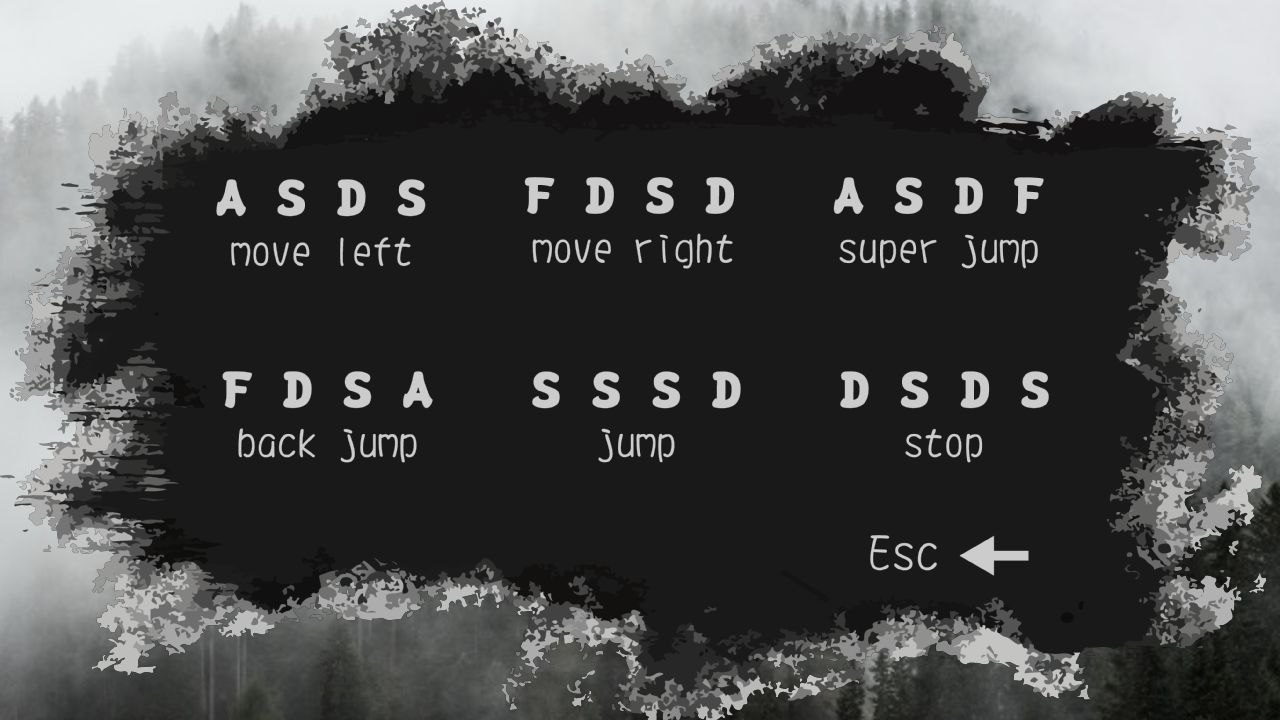 A S D S
move left
F D S D
move right
A S D F
super jump
F D S A
back jump
S S S D
jump
D S D S
stop
Esc